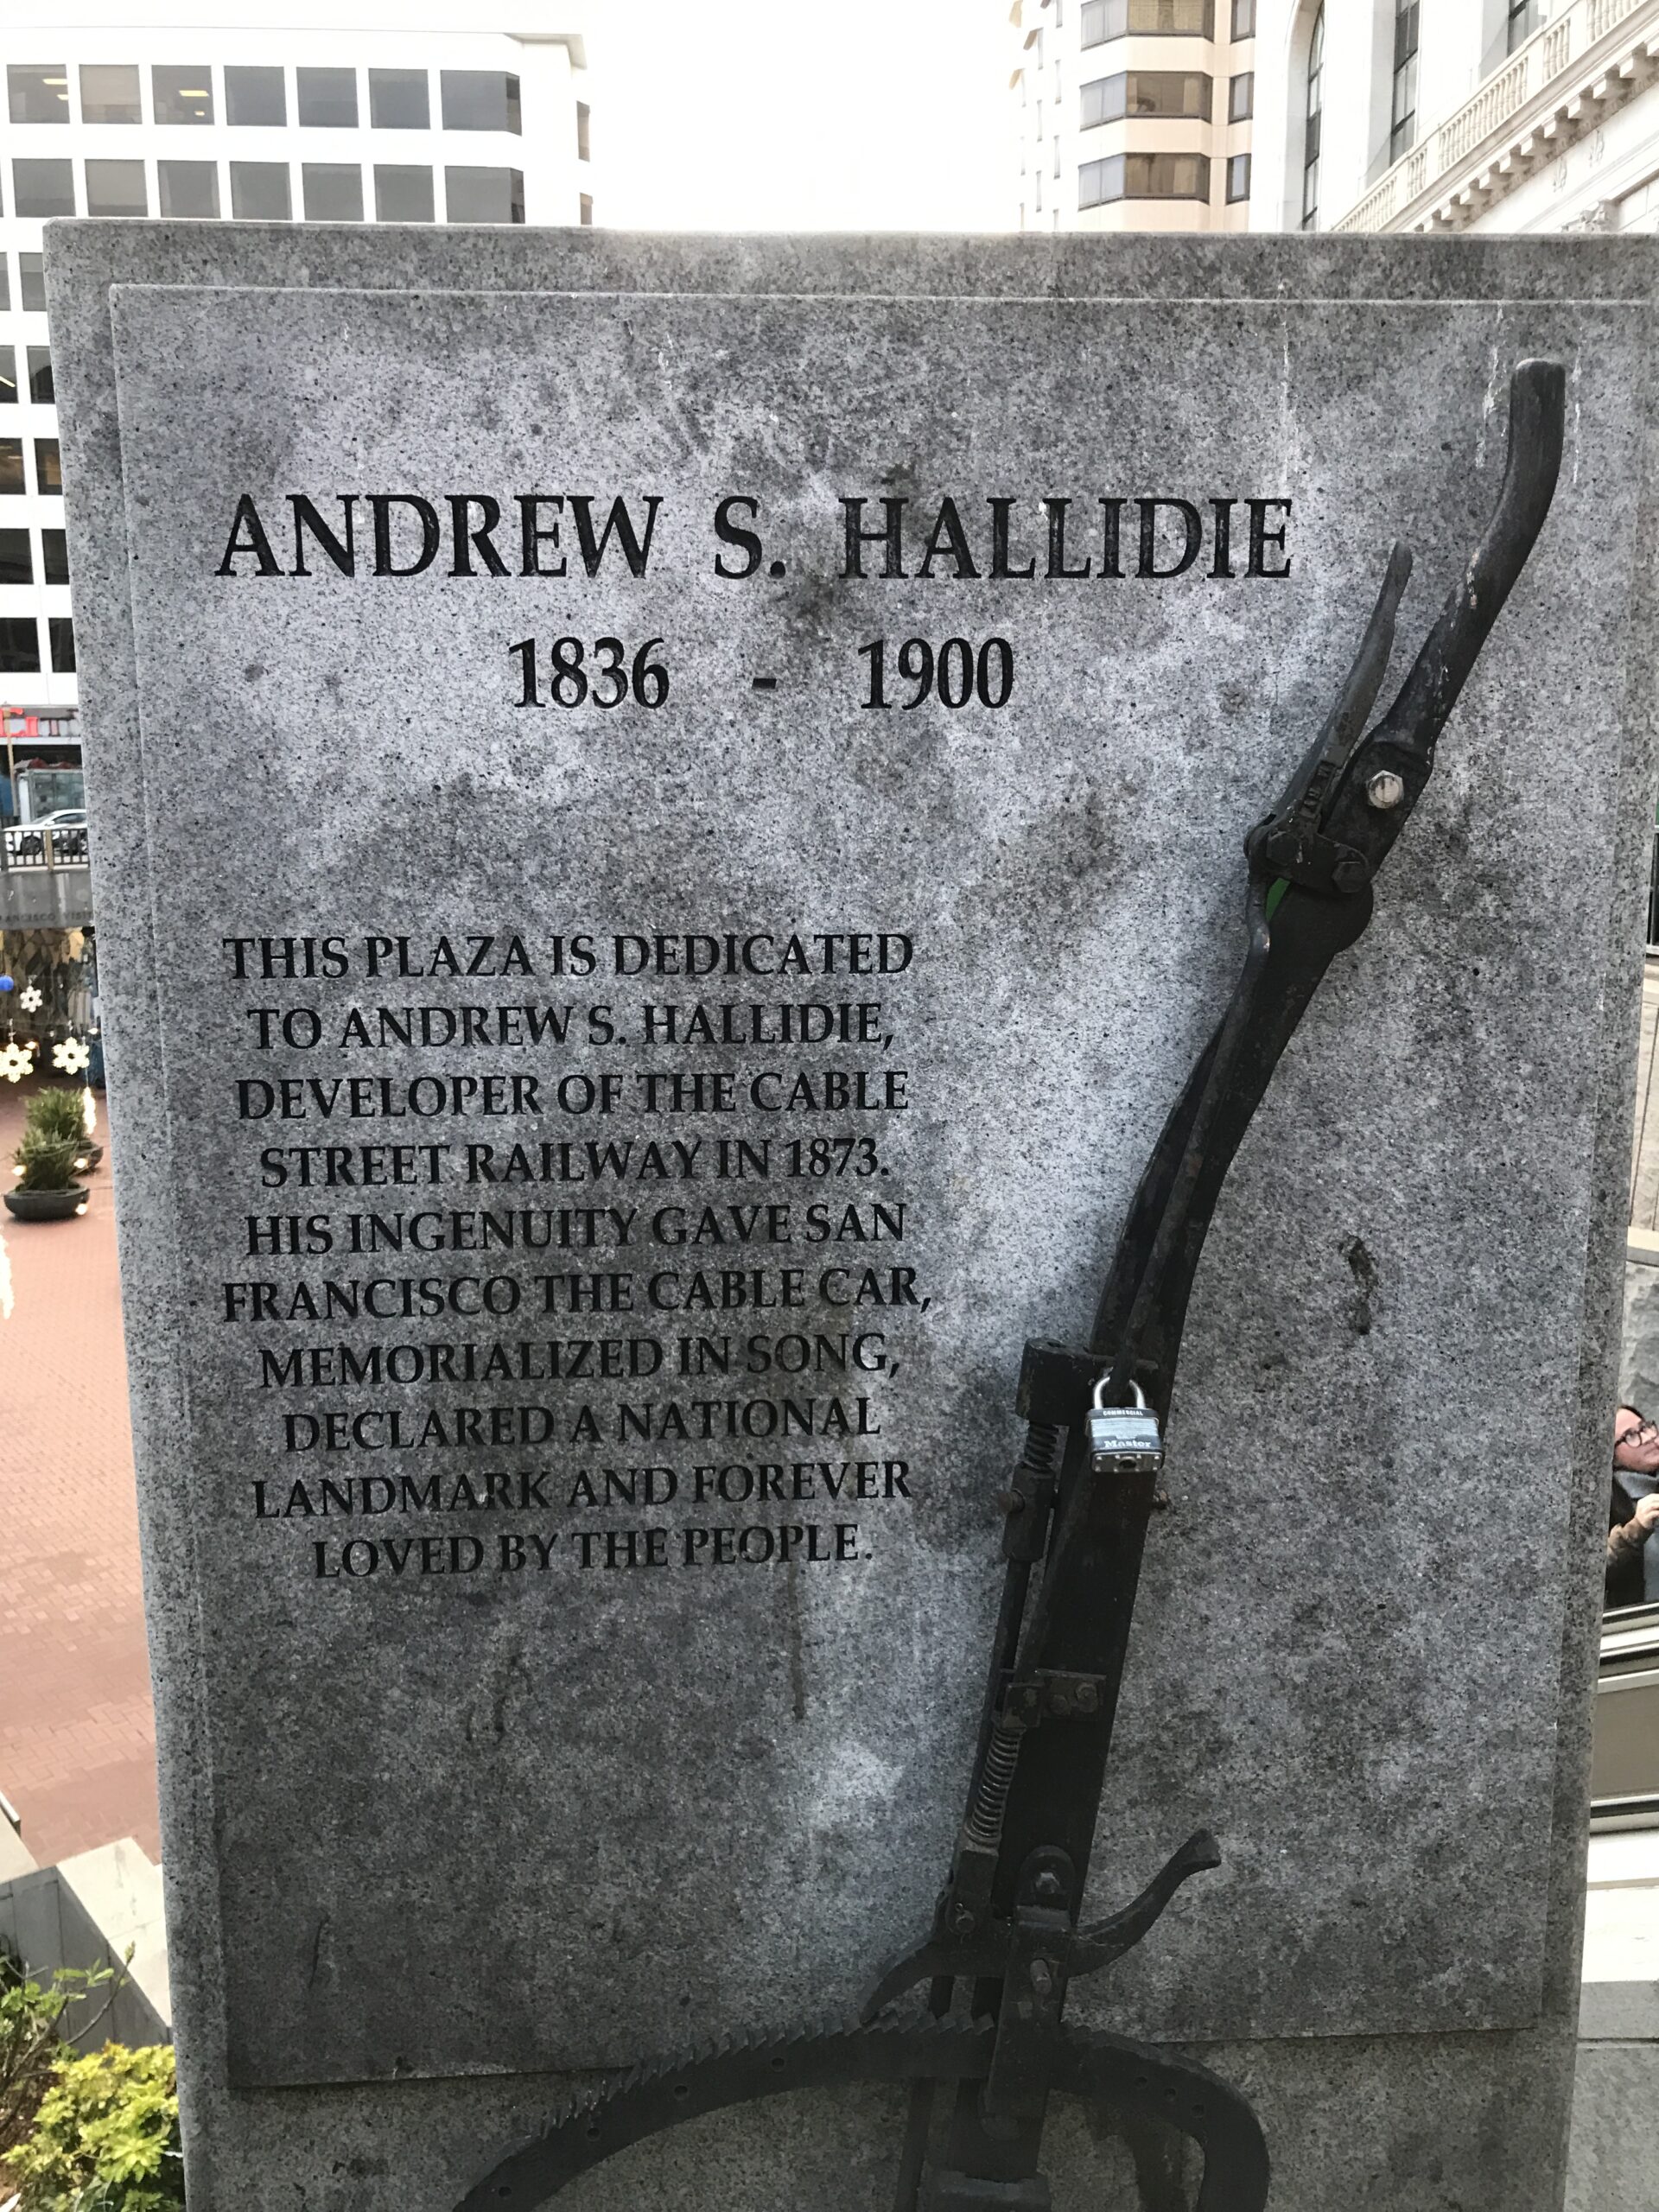 ANDREW S. HALLIDIE
1836 - 1900
THIS PLAZA IS DEDICATED
TO ANDREW S. HALLIDIE,
DEVELOPER OF THE CABLE
STREET RAILWAY IN 1873.
HIS INGENUITY GAVE SAN
FRANCISCO THE CABLE CAR,
MEMORIALIZED IN SONG,
DECLARED A NATIONAL
LANDMARK AND FOREVER
LOVED BY THE PEOPLE.
COMMERCIAL
Master